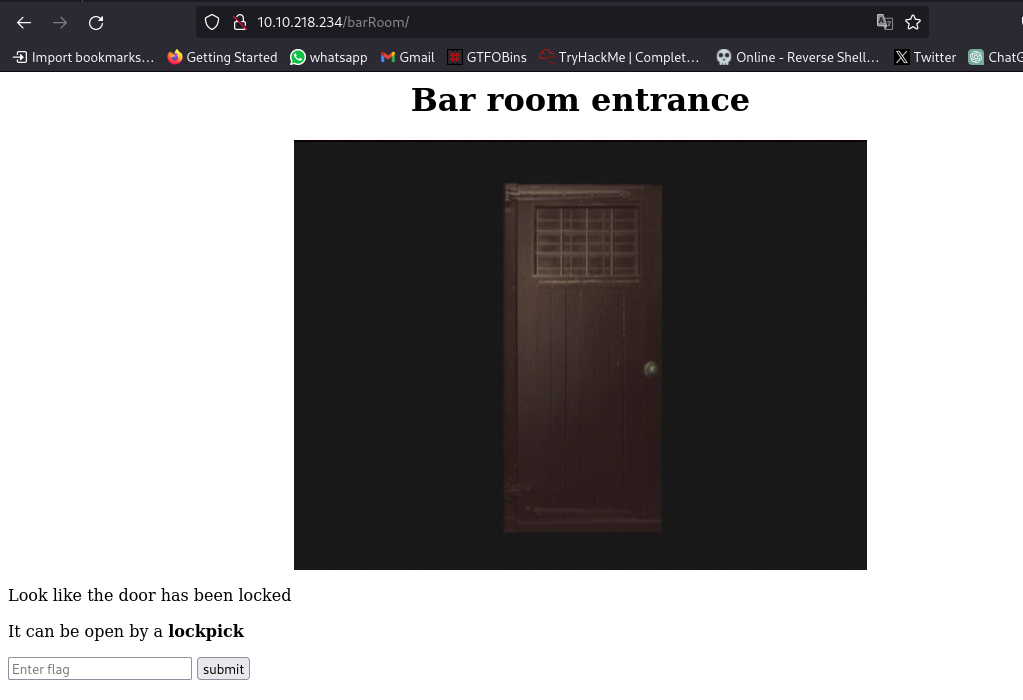 10.10.218.234/barRoom/
Import bookmarks... Getting Started whatsapp Gmail GTFOBins TryHackMe | Complet... Online - Reverse Shell... Twitter ChatG
Bar room entrance
Look like the door has been locked
It can be open by a lockpick
Enter flag submit